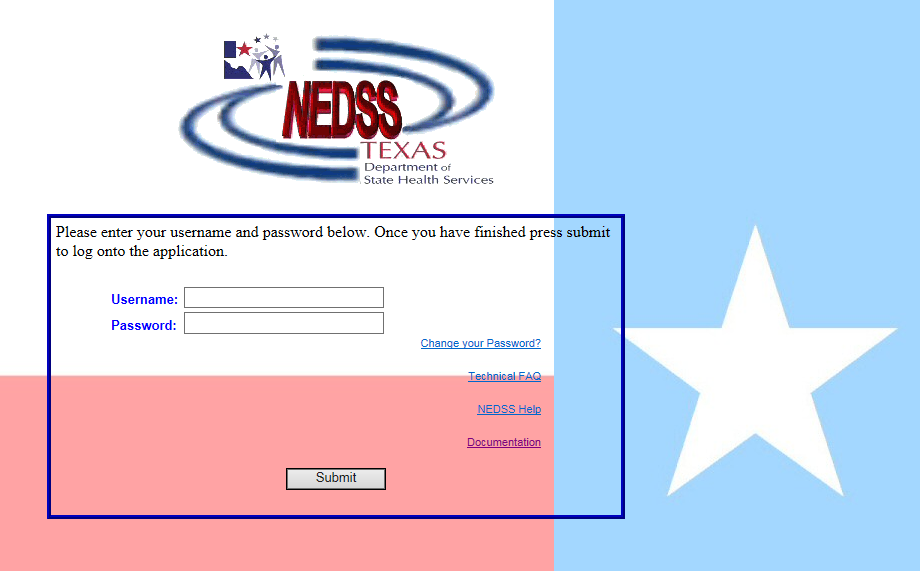 NEDSS
TEXAS
Department of
State Health Services
Please enter your username and password below. Once you have finished press submit
to log onto the application.
Username:
Password:
Change your Password?
Technical FAQ
NEDSS Help
Documentation
Submit